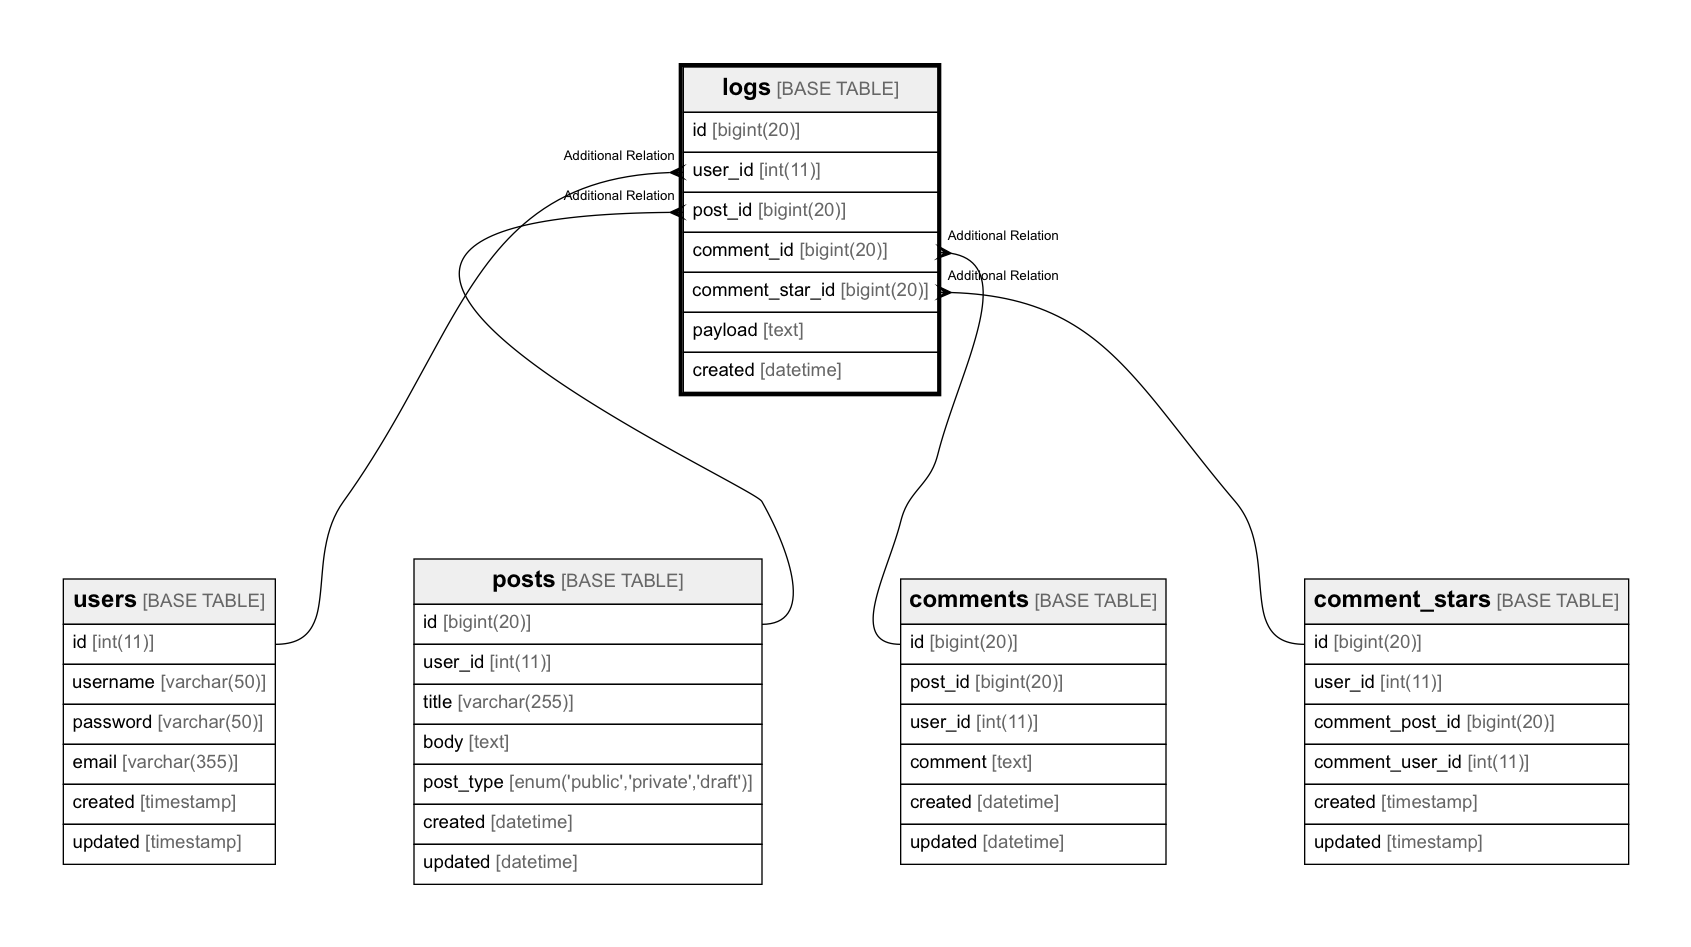 logs [BASE TABLE]
id [bigint(20)]
Additional Relation
user_id [int(11)]
Additional Relation
post_id [bigint(20)]
Additional Relation
comment_id [bigint(20)]
Additional Relation
comment_star_id [bigint(20)]
payload [text]
created [datetime]
users [BASE TABLE]
id [int(11)]
username [varchar(50)]
password [varchar(50)]
email [varchar(355)]
created [timestamp]
updated [timestamp]
posts [BASE TABLE]
id [bigint(20)]
user_id [int(11)]
title [varchar(255)]
body [text]
post_type [enum('public','private','draft')]
created [datetime]
updated [datetime]
comments [BASE TABLE]
id [bigint(20)]
post_id [bigint(20)]
user_id [int(11)]
comment [text]
created [datetime]
updated [datetime]
comment_stars [BASE TABLE]
id [bigint(20)]
user_id [int(11)]
comment_post_id [bigint(20)]
comment_user_id [int(11)]
created [timestamp]
updated [timestamp]